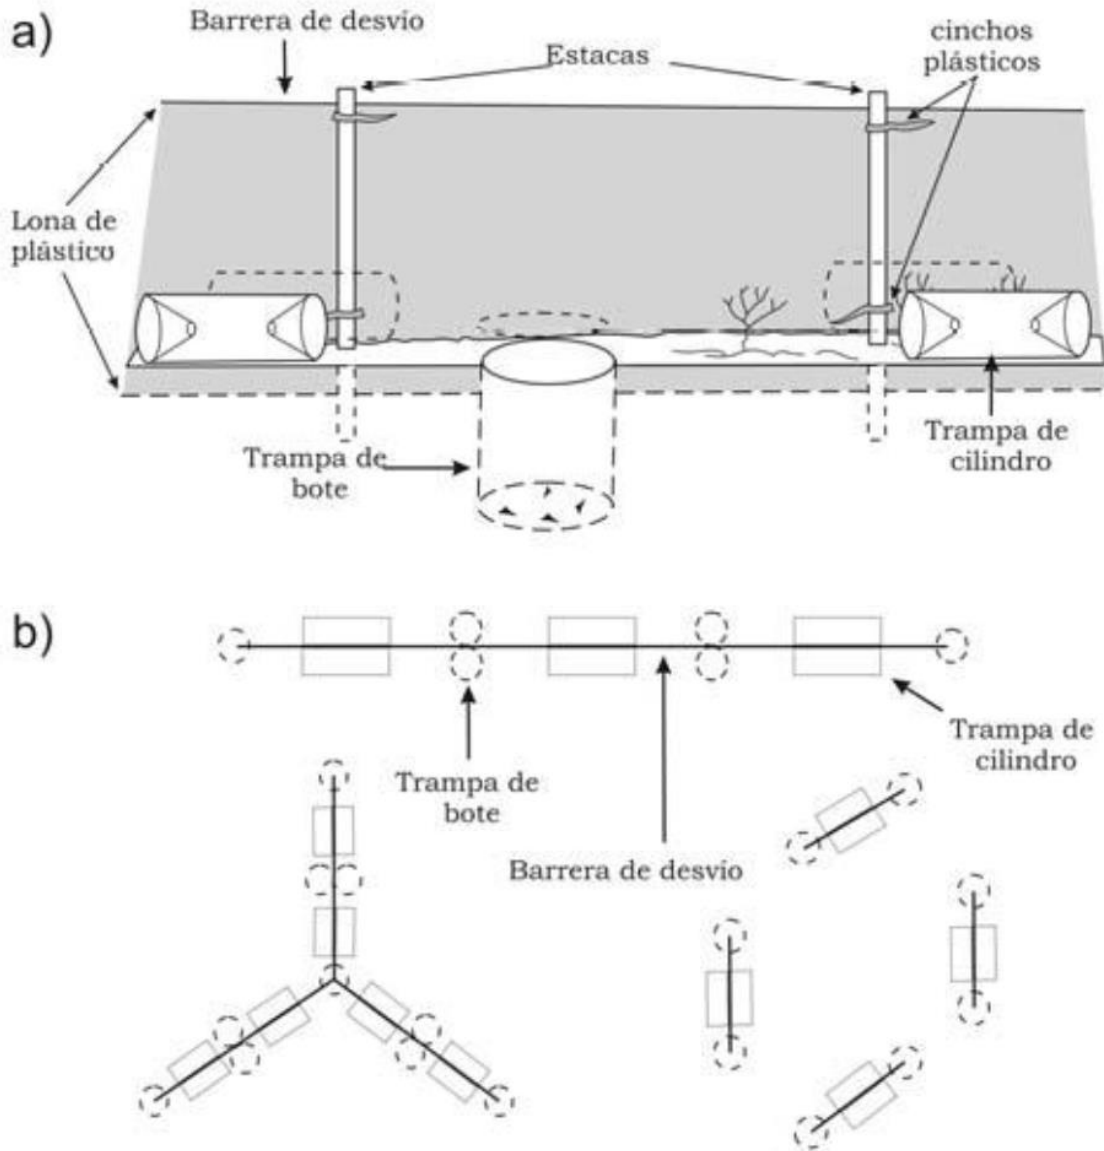 a)
Barrera de desvío
Estacas
cinchos
plásticos
Lona de
plástico
Trampa de
bote
Trampa de
cilindro
b)
Trampa de
bote
Trampa de
cilindro
Barrera de desvío